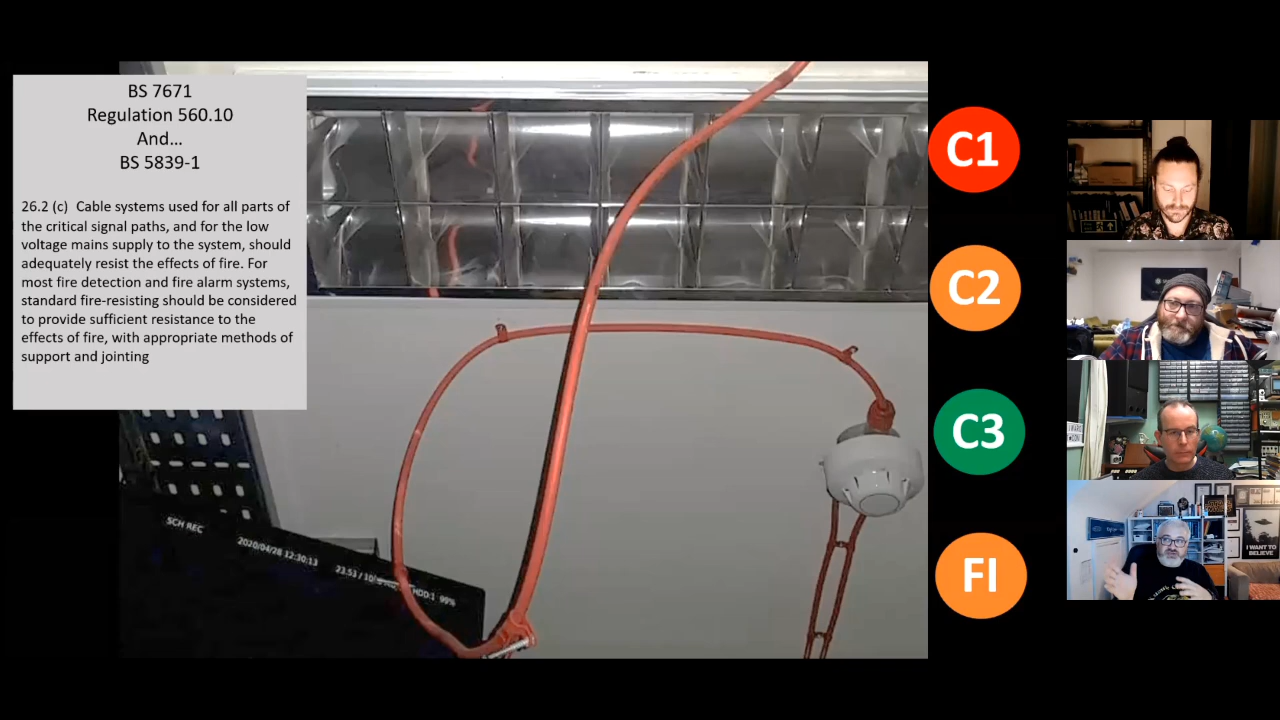 BS 7671
Regulation 560.10
And...
BS 5839-1
26.2 (c) Cable systems used for all parts of
the critical signal paths, and for the low
voltage mains supply to the system, should
adequately resist the effects of fire. For
most fire detection and fire alarm systems,
standard fire-resisting should be considered
to provide sufficient resistance to the
effects of fire, with appropriate methods of
support and jointing
C1
C2
C3
FI
SCH REC
2020/04/28 12:30:13
HDD:1 99%
I WANT TO
BELIEVE